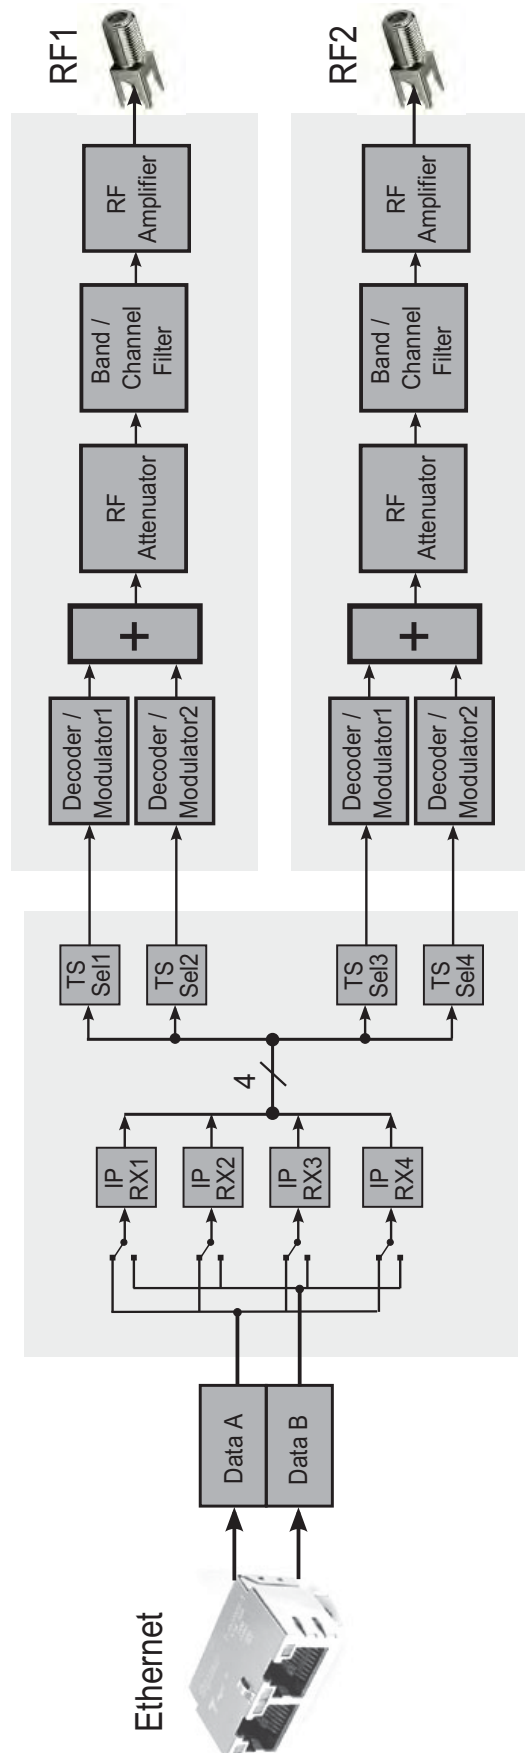 Ethernet
Data A
Data B
IP
RX1
IP
RX2
IP
RX3
IP
RX4
4
TS
Sel1
TS
Sel2
TS
Sel3
TS
Sel4
Decoder /
Modulator1
Decoder /
Modulator2
+
RF
Attenuator
Band /
Channel
Filter
RF
Amplifier
RF1
Decoder /
Modulator1
Decoder /
Modulator2
+
RF
Attenuator
Band /
Channel
Filter
RF
Amplifier
RF2